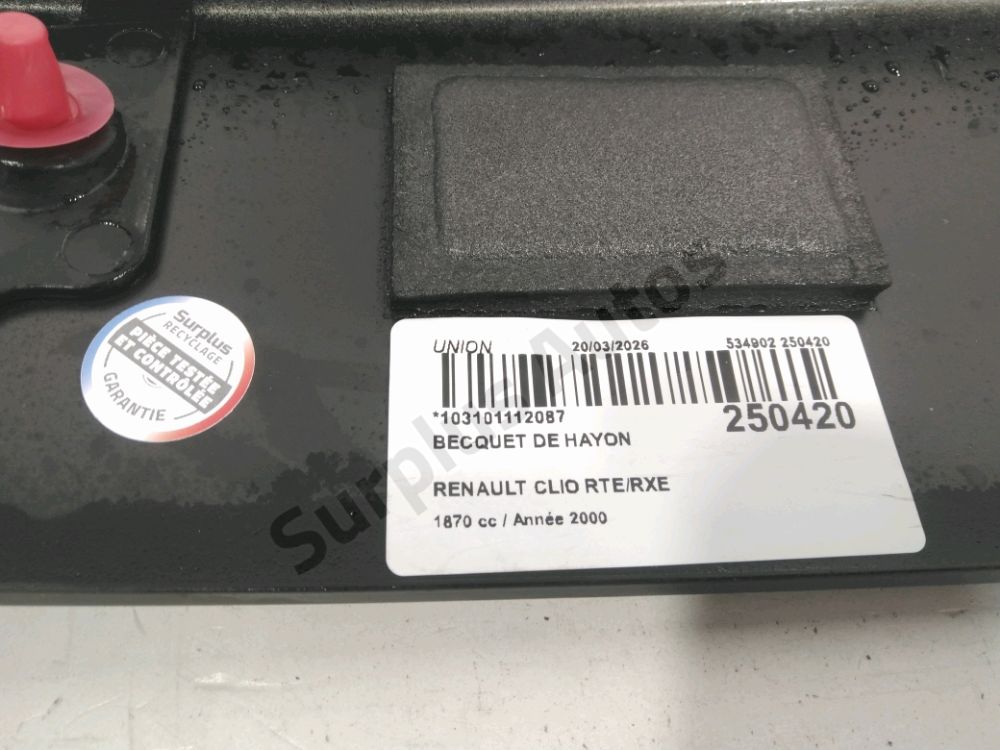 Surplus
RECYCLAGE
PIÈCE TESTÉE
ET CONTRÔLÉE
GARANTIE
UNION 20/03/2026 534902 250420
*103101112087 250420
BECQUET DE HAYON
RENAULT CLIO RTE/RXE
1870 cc / Année 2000
Surplus Autos